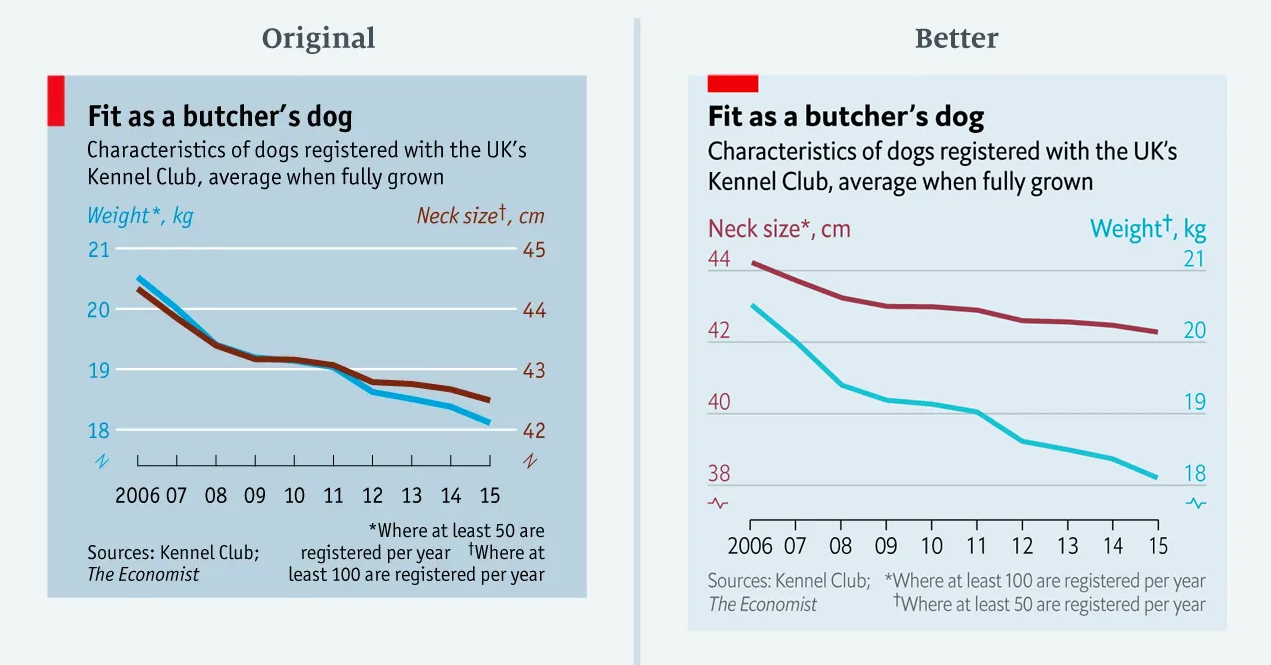 Original
Fit as a butcher's dog
Characteristics of dogs registered with the UK's
Kennel Club, average when fully grown
Weight*, kg
Neck size†, cm
21
45
20
44
19
43
18
42
2006 07 08 09 10 11 12 13 14 15
*Where at least 50 are
Sources: Kennel Club; registered per year †Where at
The Economist least 100 are registered per year
Better
Fit as a butcher's dog
Characteristics of dogs registered with the UK's
Kennel Club, average when fully grown
Neck size*, cm
Weight†, kg
44
21
42
20
40
19
38
18
2006 07 08 09 10 11 12 13 14 15
Sources: Kennel Club; *Where at least 100 are registered per year
The Economist †Where at least 50 are registered per year